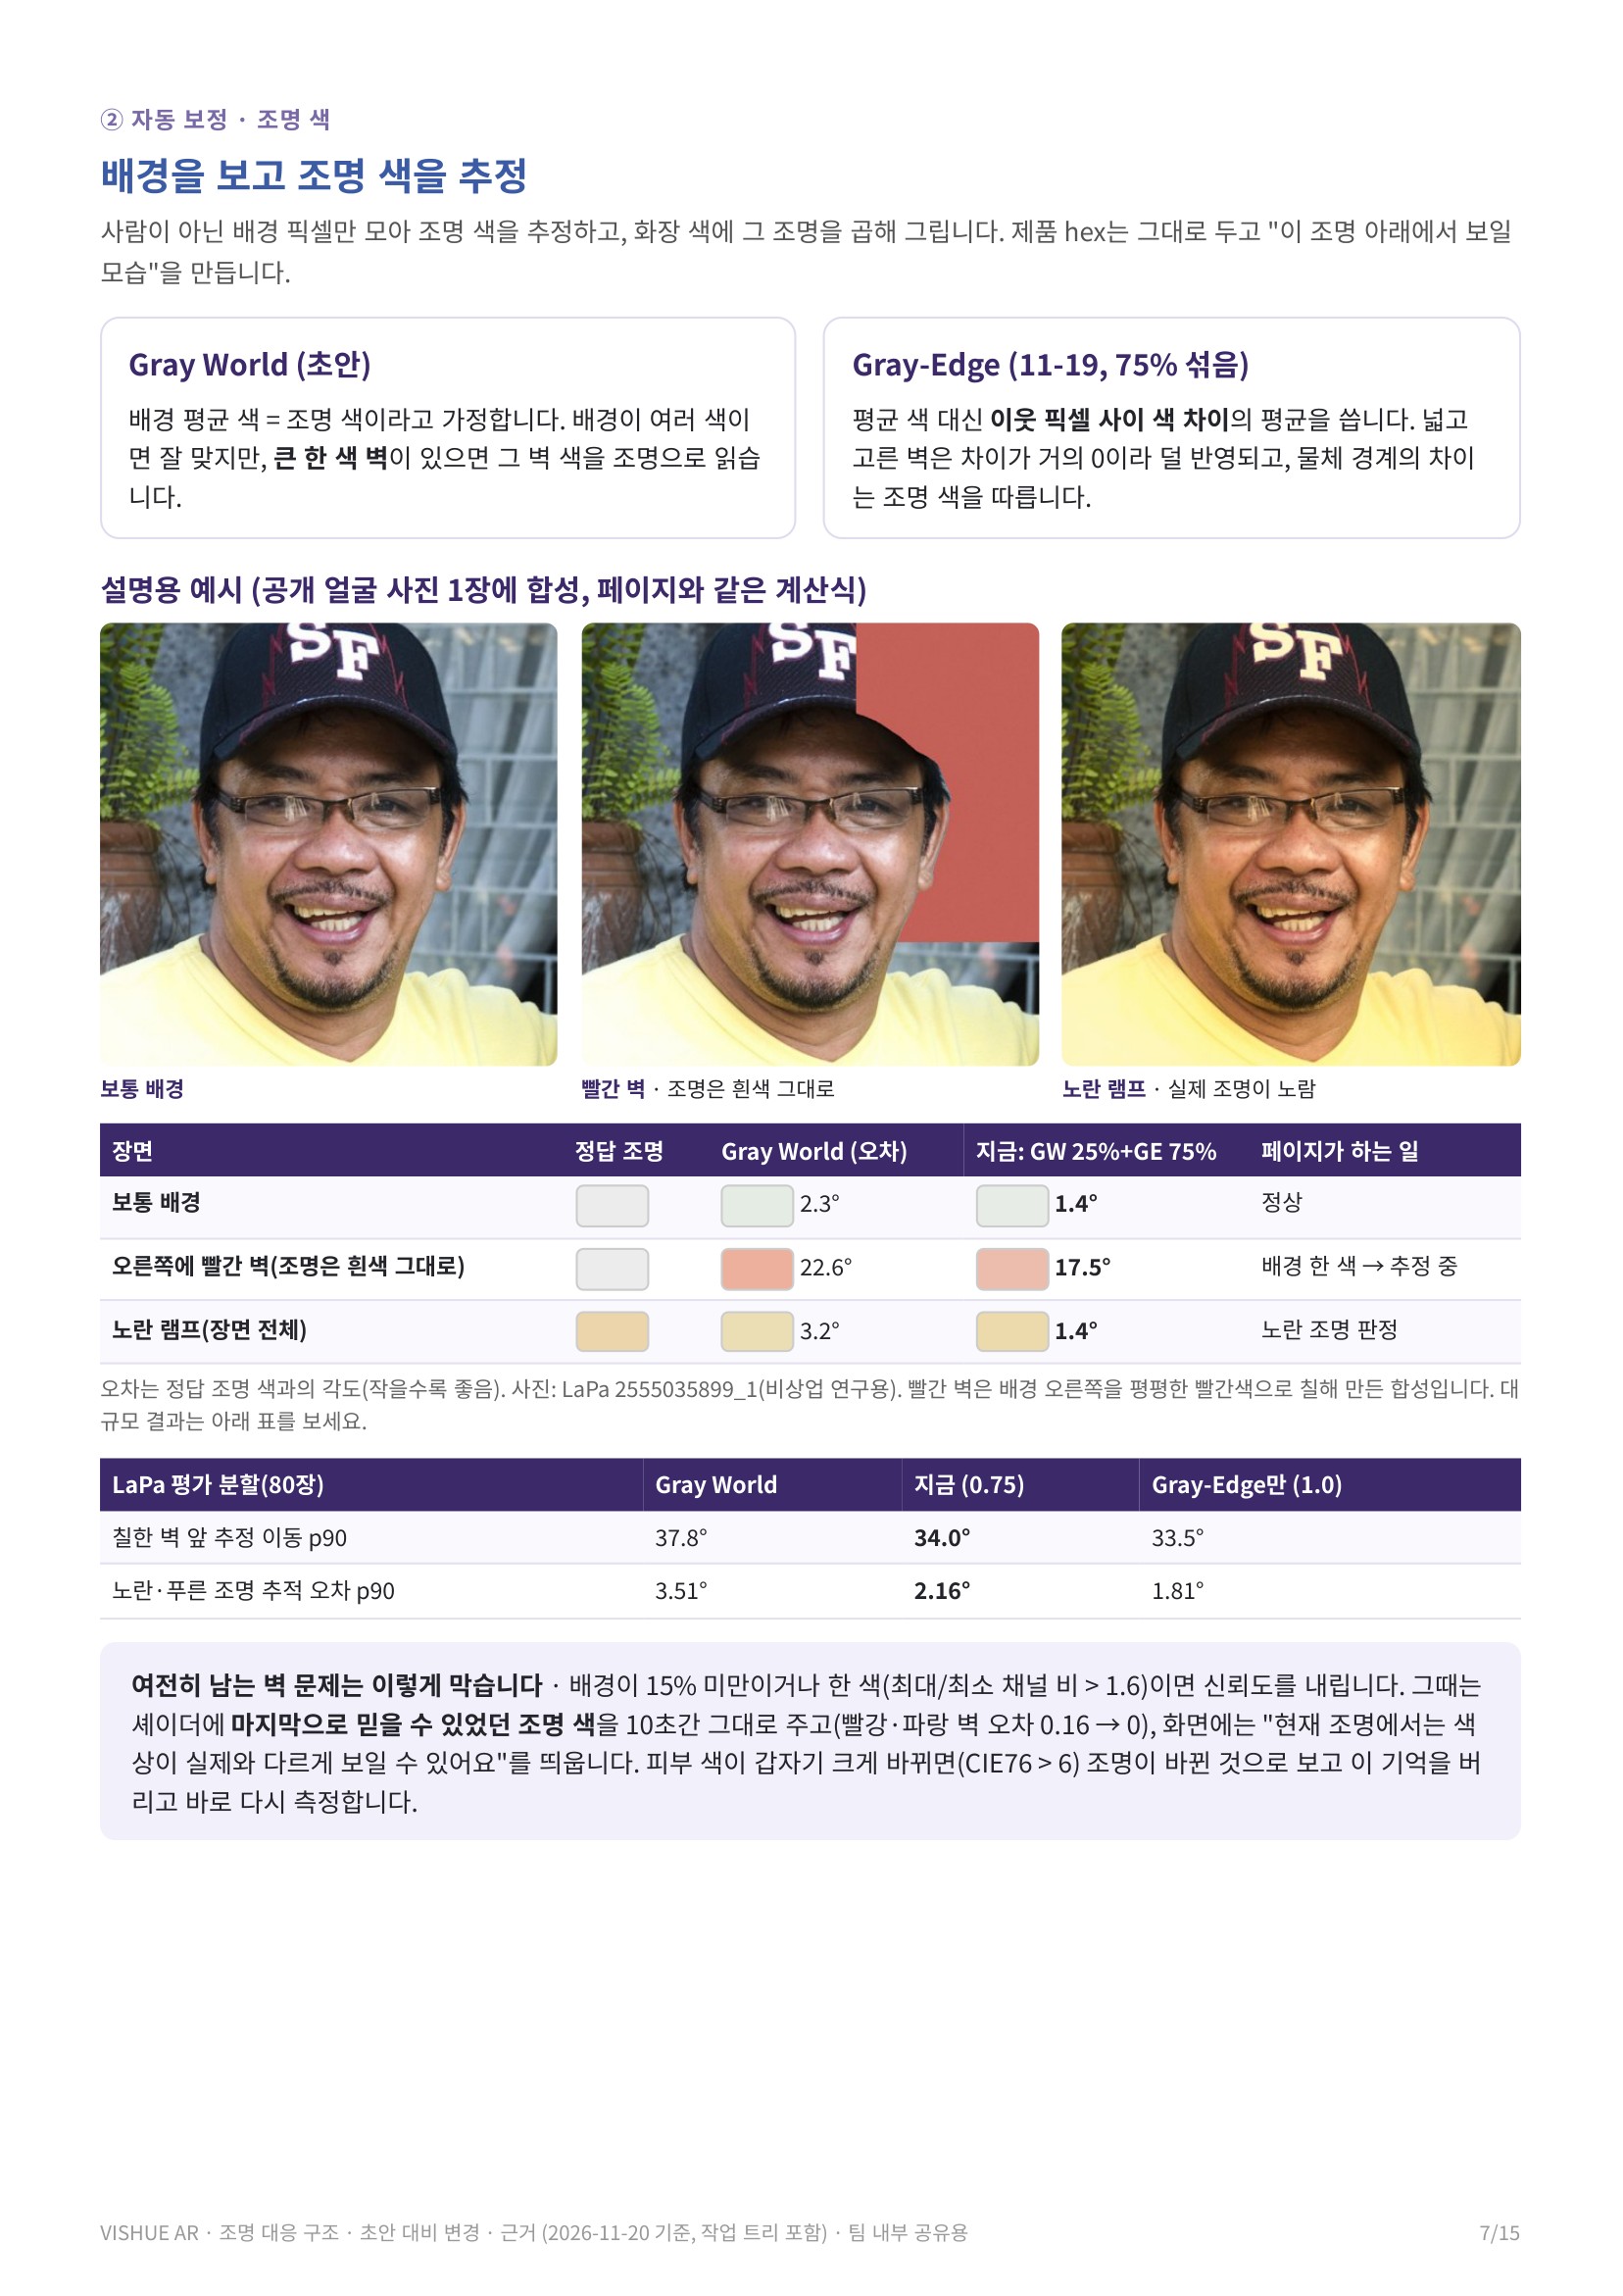 ② 자동 보정 · 조명 색
배경을 보고 조명 색을 추정
사람이 아닌 배경 픽셀만 모아 조명 색을 추정하고, 화장 색에 그 조명을 곱해 그립니다. 제품 hex는 그대로 두고 "이 조명 아래에서 보일
모습"을 만듭니다.
Gray World (초안)
배경 평균 색 = 조명 색이라고 가정합니다. 배경이 여러 색이
면 잘 맞지만, 큰 한 색 벽이 있으면 그 벽 색을 조명으로 읽습
니다.
Gray-Edge (11-19, 75% 섞음)
평균 색 대신 이웃 픽셀 사이 색 차이의 평균을 씁니다. 넓고
고른 벽은 차이가 거의 0이라 덜 반영되고, 물체 경계의 차이
는 조명 색을 따릅니다.
설명용 예시 (공개 얼굴 사진 1장에 합성, 페이지와 같은 계산식)
SF
SF
SF
보통 배경
빨간 벽 · 조명은 흰색 그대로
노란 램프 · 실제 조명이 노람
장면 정답 조명 Gray World (오차) 지금: GW 25%+GE 75% 페이지가 하는 일
보통 배경 2.3° 1.4° 정상
오른쪽에 빨간 벽(조명은 흰색 그대로) 22.6° 17.5° 배경 한 색 → 추정 중
노란 램프(장면 전체) 3.2° 1.4° 노란 조명 판정
오차는 정답 조명 색과의 각도(작을수록 좋음). 사진: LaPa 2555035899_1(비상업 연구용). 빨간 벽은 배경 오른쪽을 평평한 빨간색으로 칠해 만든 합성입니다. 대
규모 결과는 아래 표를 보세요.
LaPa 평가 분할(80장) Gray World 지금 (0.75) Gray-Edge만 (1.0)
칠한 벽 앞 추정 이동 p90 37.8° 34.0° 33.5°
노란·푸른 조명 추적 오차 p90 3.51° 2.16° 1.81°
여전히 남는 벽 문제는 이렇게 막습니다 · 배경이 15% 미만이거나 한 색(최대/최소 채널 비 > 1.6)이면 신뢰도를 내립니다. 그때는
셰이더에 마지막으로 믿을 수 있었던 조명 색을 10초간 그대로 주고(빨강·파랑 벽 오차 0.16 → 0), 화면에는 "현재 조명에서는 색
상이 실제와 다르게 보일 수 있어요"를 띄웁니다. 피부 색이 갑자기 크게 바뀌면(CIE76 > 6) 조명이 바뀐 것으로 보고 이 기억을 버
리고 바로 다시 측정합니다.
VISHUE AR · 조명 대응 구조 · 초안 대비 변경 · 근거 (2026-11-20 기준, 작업 트리 포함) · 팀 내부 공유용 7/15